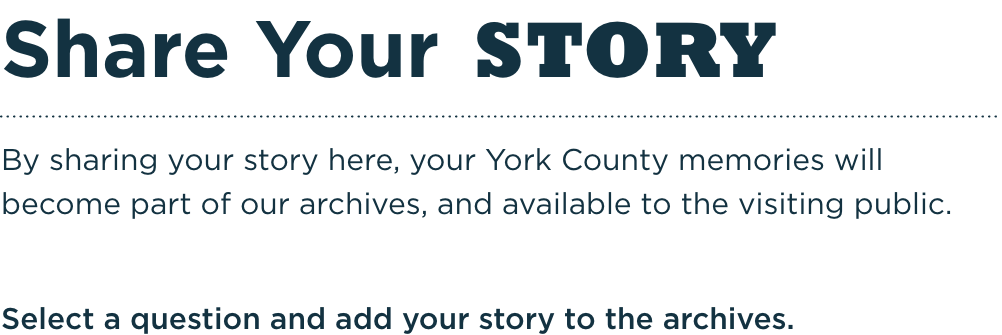 Share Your STORY
By sharing your story here, your York County memories will
become part of our archives, and available to the visiting public.
Select a question and add your story to the archives.